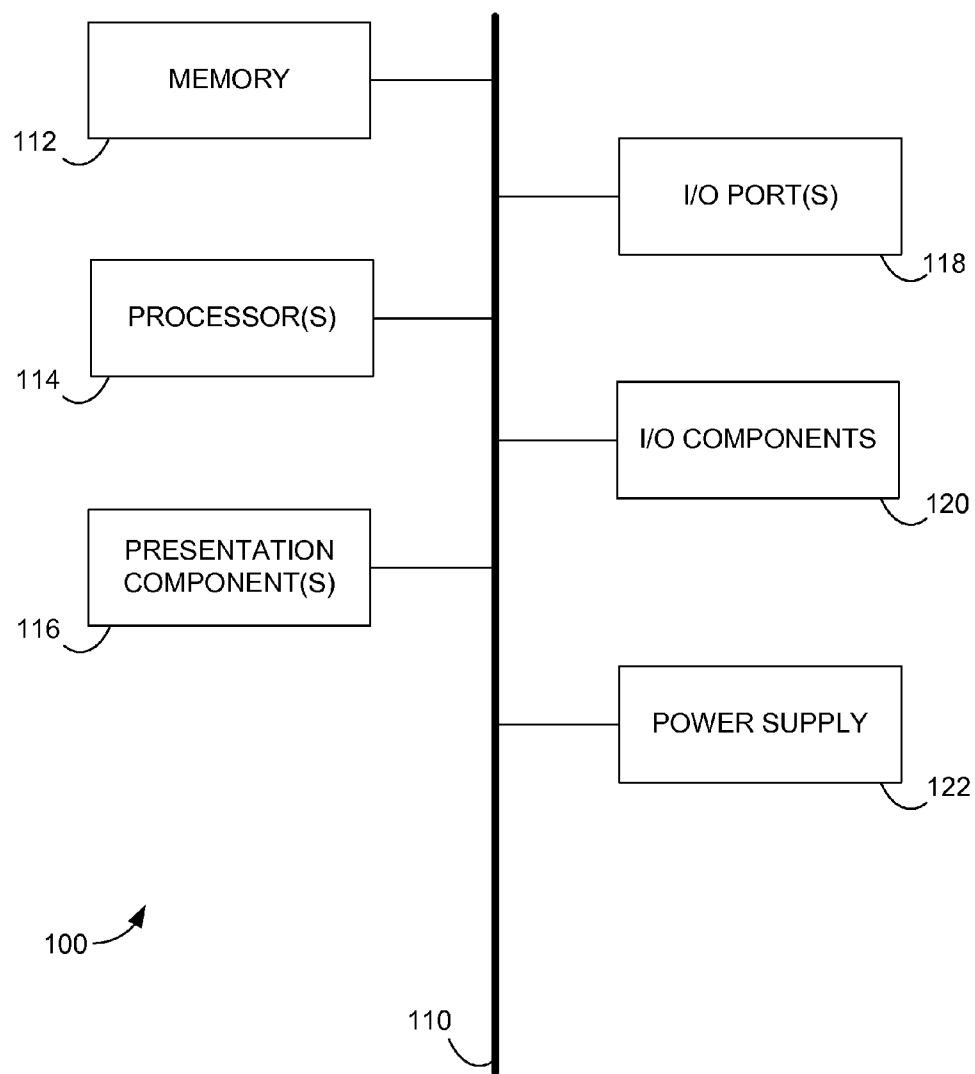 MEMORY
112
I/O PORT(S)
118
PROCESSOR(S)
114
I/O COMPONENTS
120
PRESENTATION
COMPONENT(S)
116
POWER SUPPLY
122
100
110